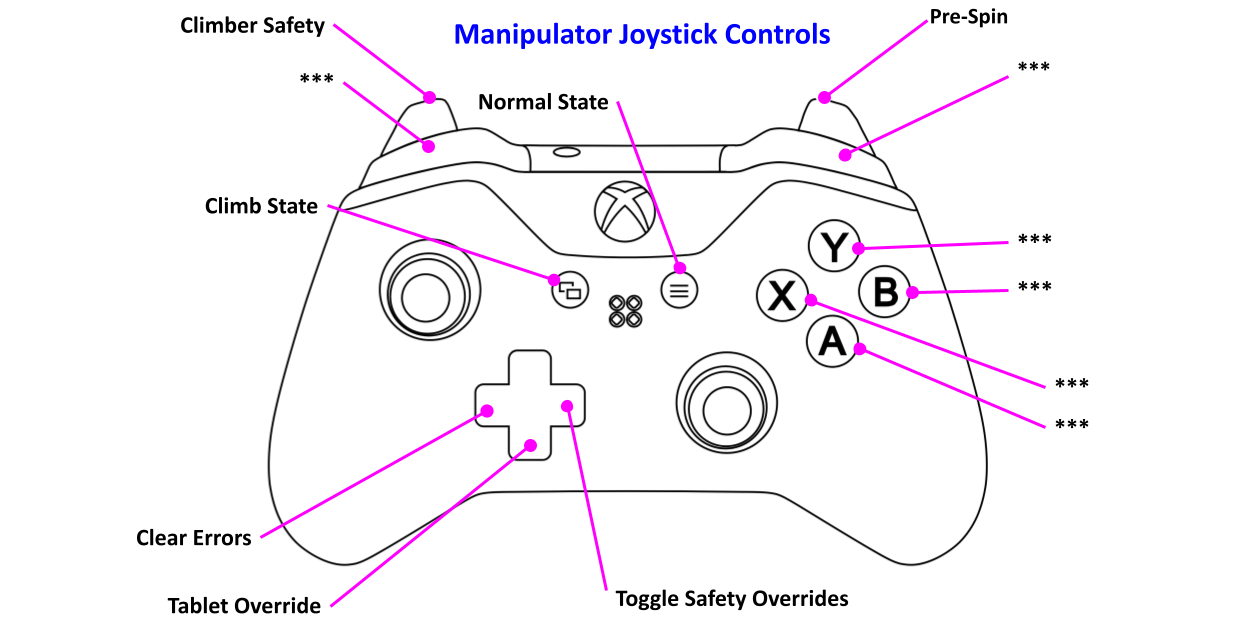 Climber Safety
Manipulator Joystick Controls
Pre-Spin
***
***
Normal State
Climb State
Y
***
X
B
***
A
***
***
Clear Errors
Tablet Override
Toggle Safety Overrides